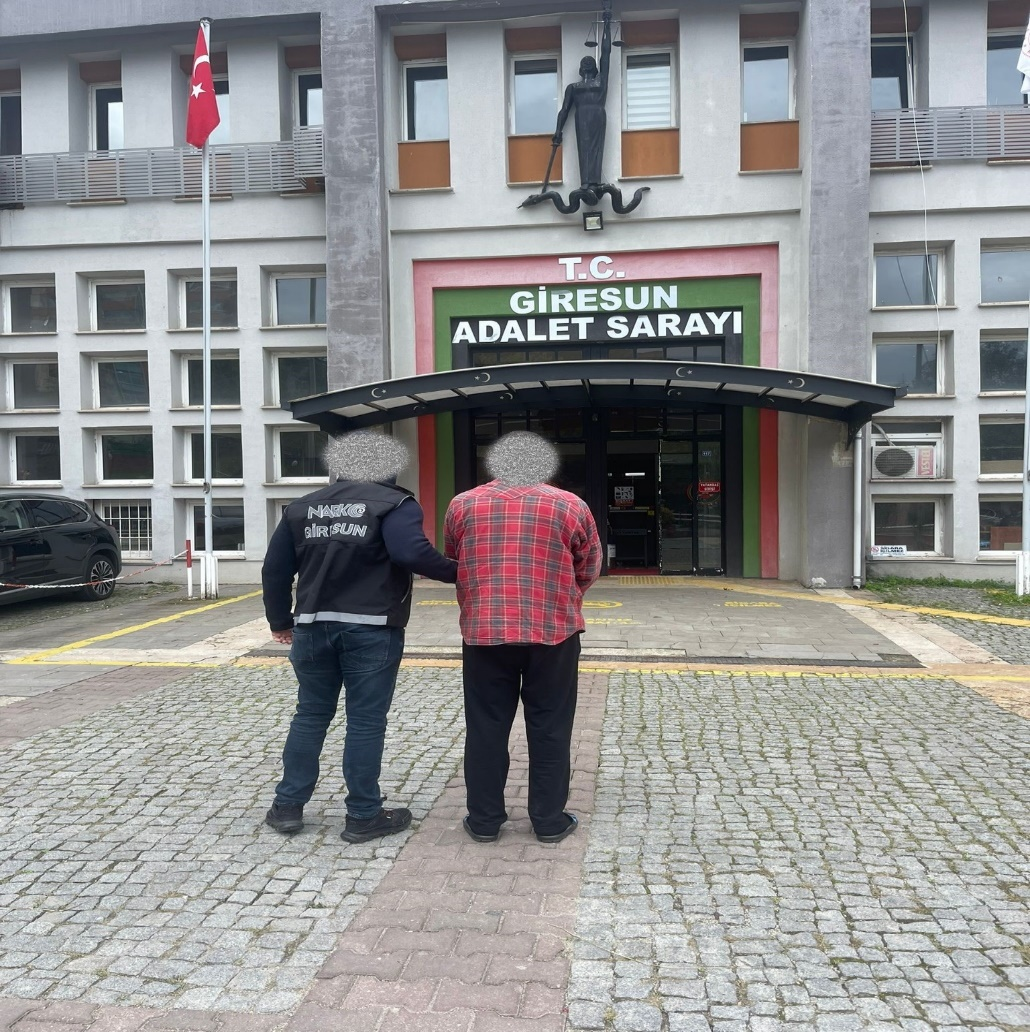 T.C.
GİRESUN
ADALET SARAYI
NARKO
GİRESUN